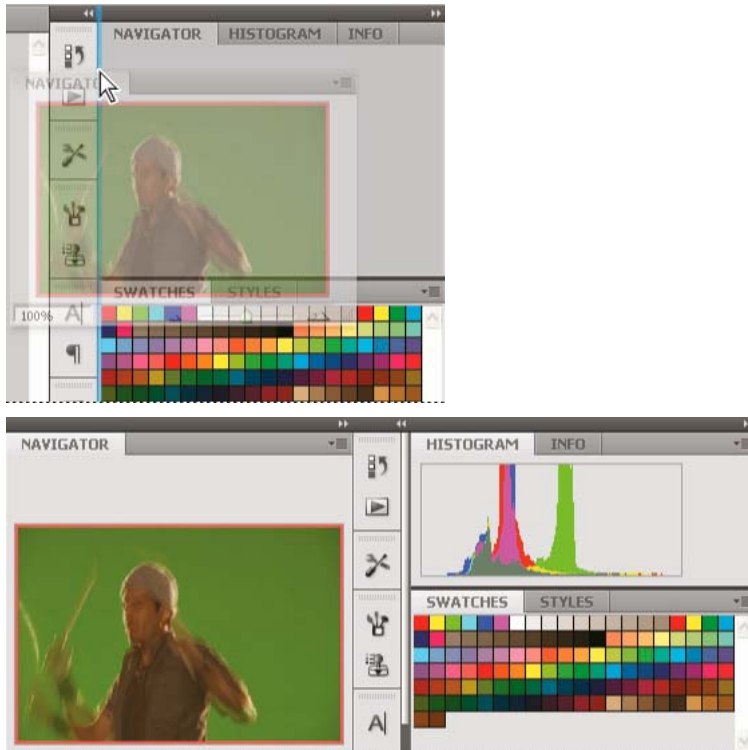 NAVIGATOR HISTOGRAM INFO
NAVIGATOR
SWATCHES STYLES
100% A
NAVIGATOR
HISTOGRAM INFO
SWATCHES STYLES
A